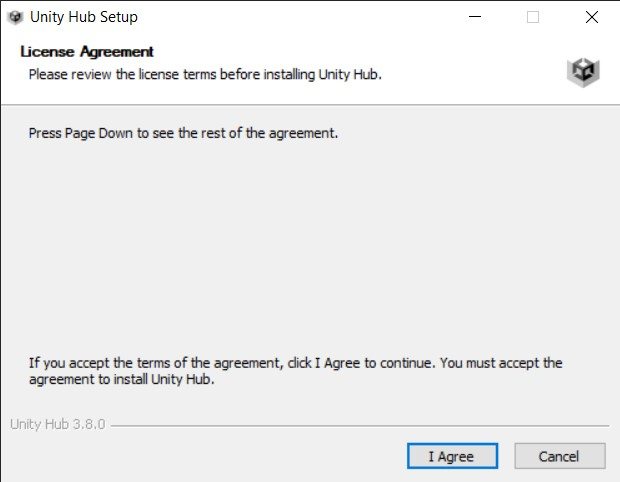 Unity Hub Setup
License Agreement
Please review the license terms before installing Unity Hub.
Press Page Down to see the rest of the agreement.
If you accept the terms of the agreement, click I Agree to continue. You must accept the
agreement to install Unity Hub.
Unity Hub 3.8.0
I Agree
Cancel